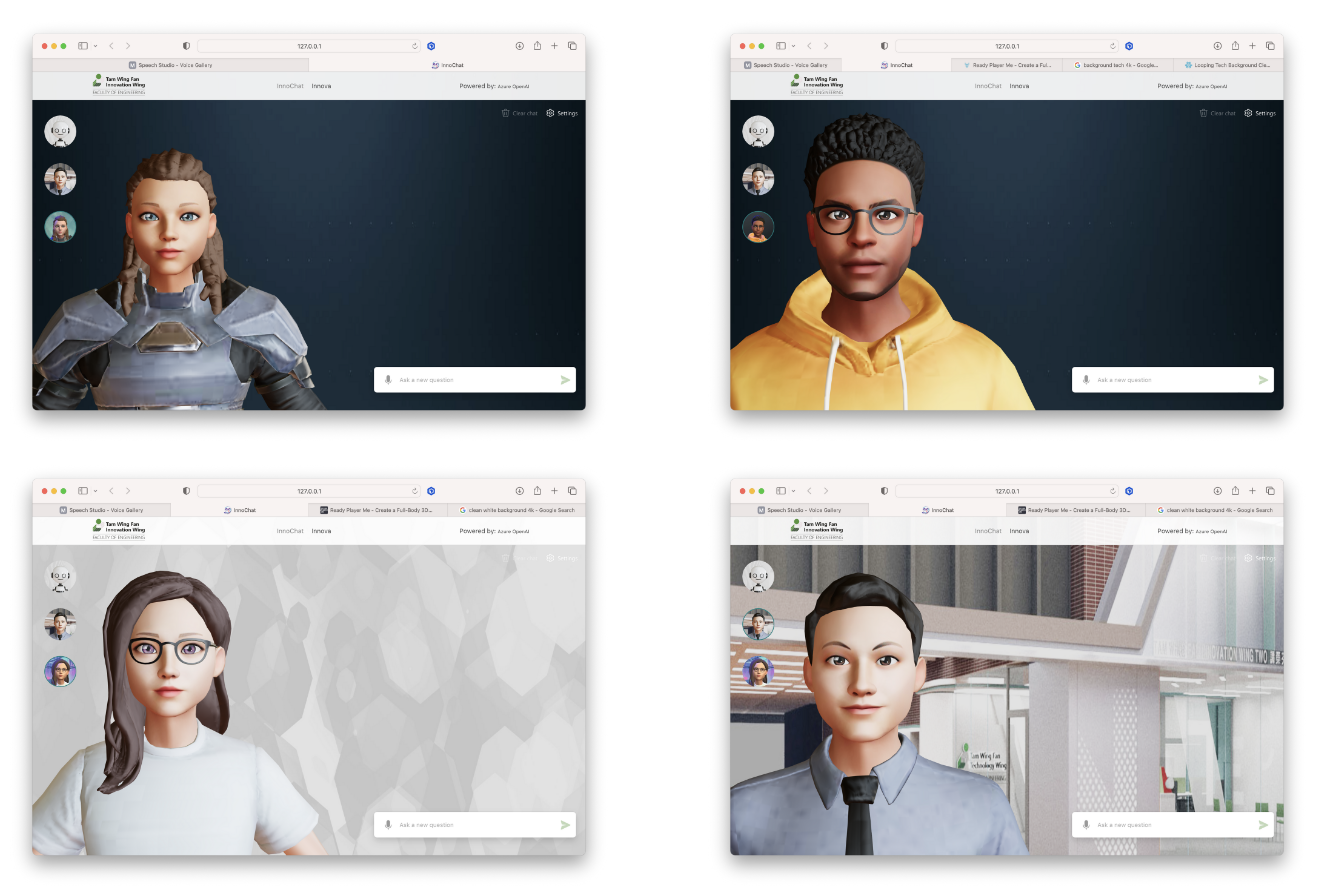 127.0.0.1
Speech Studio - Voice Gallery
InnoChat
Tam Wing Fan
Innovation Wing
FACULTY OF ENGINEERING
InnoChat Innova
Powered by: Azure OpenAI
Clear chat Settings
Ask a new question
127.0.0.1
Speech Studio - Voice Gallery
InnoChat
Ready Player Me - Create a Ful...
background tech 4k - Google...
Looping Tech Background Cle...
Tam Wing Fan
Innovation Wing
FACULTY OF ENGINEERING
InnoChat Innova
Powered by: Azure OpenAI
Clear chat Settings
Ask a new question
127.0.0.1
Speech Studio - Voice Gallery
InnoChat
Ready Player Me - Create a Full-Body 3D...
clean white background 4k - Google Search
Tam Wing Fan
Innovation Wing
FACULTY OF ENGINEERING
InnoChat Innova
Powered by: Azure OpenAI
Settings
Ask a new question
127.0.0.1
Speech Studio - Voice Gallery
InnoChat
Ready Player Me - Create a Full-Body 3D...
clean white background 4k - Google Search
Tam Wing Fan
Innovation Wing
FACULTY OF ENGINEERING
InnoChat Innova
Powered by: Azure OpenAI
Settings
INNOVATION WING TWO
Tam Wing Fan
Technology Wing
Ask a new question